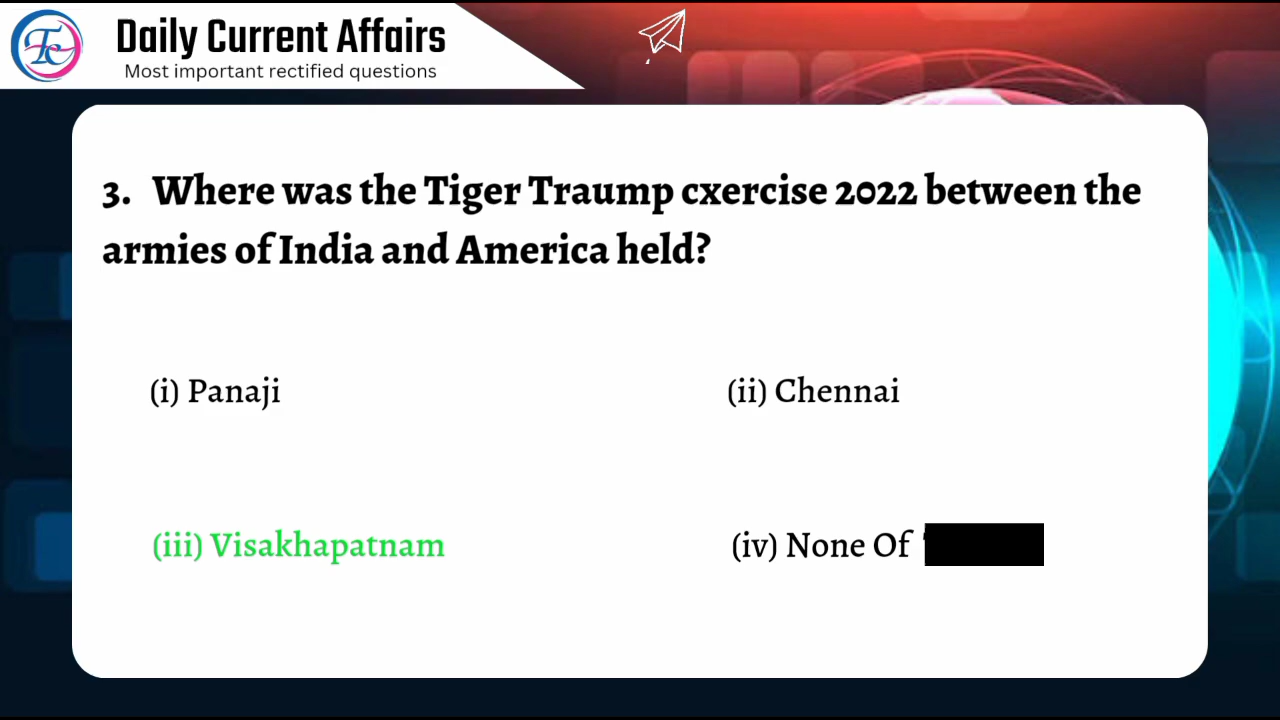 Daily Current Affairs
Most important rectified questions
3. Where was the Tiger Traump cxercise 2022 between the
armies of India and America held?
(i) Panaji
(ii) Chennai
(iii) Visakhapatnam
(iv) None Of